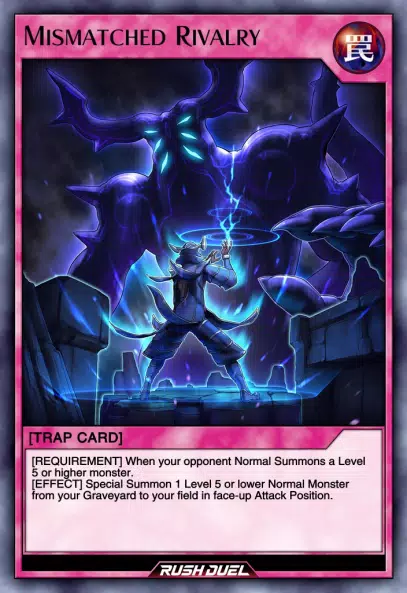 Mismatched Rivalry
罠
[TRAP CARD]
[REQUIREMENT] When your opponent Normal Summons a Level
5 or higher monster.
[EFFECT] Special Summon 1 Level 5 or lower Normal Monster
from your Graveyard to your field in face-up Attack Position.
RUSH DUEL